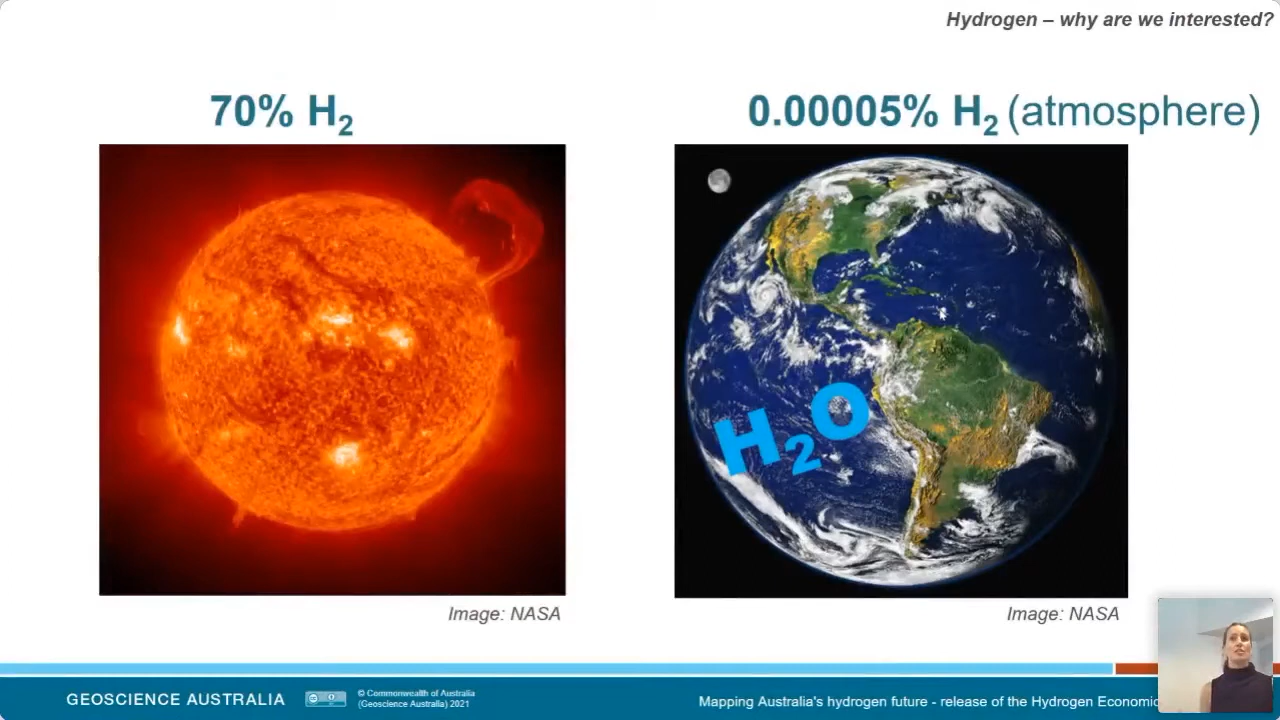 Hydrogen – why are we interested?
70% H₂
0.00005% H₂ (atmosphere)
H₂O
Image: NASA
Image: NASA
GEOSCIENCE AUSTRALIA
© Commonwealth of Australia
(Geoscience Australia) 2021
Mapping Australia's hydrogen future - release of the Hydrogen Economic